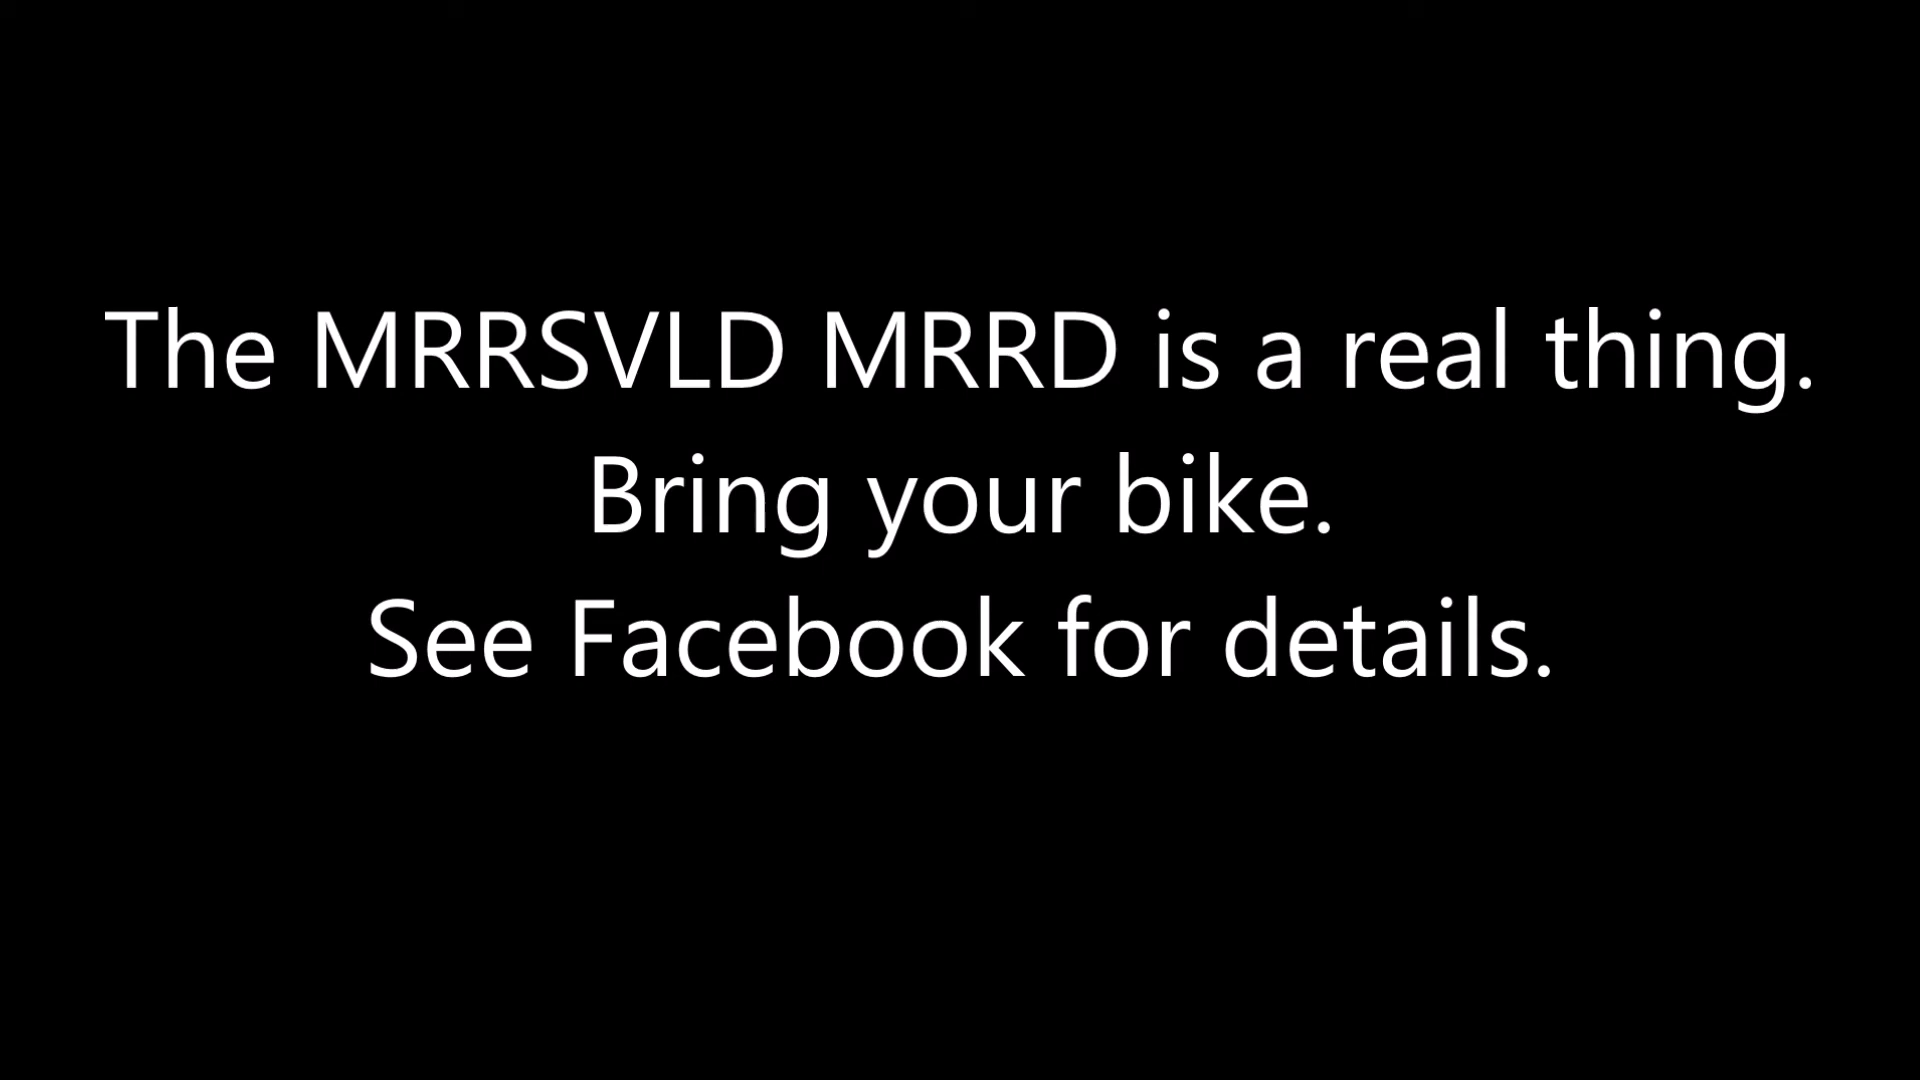 The MRRSVLD MRRD is a real thing.
Bring your bike.
See Facebook for details.